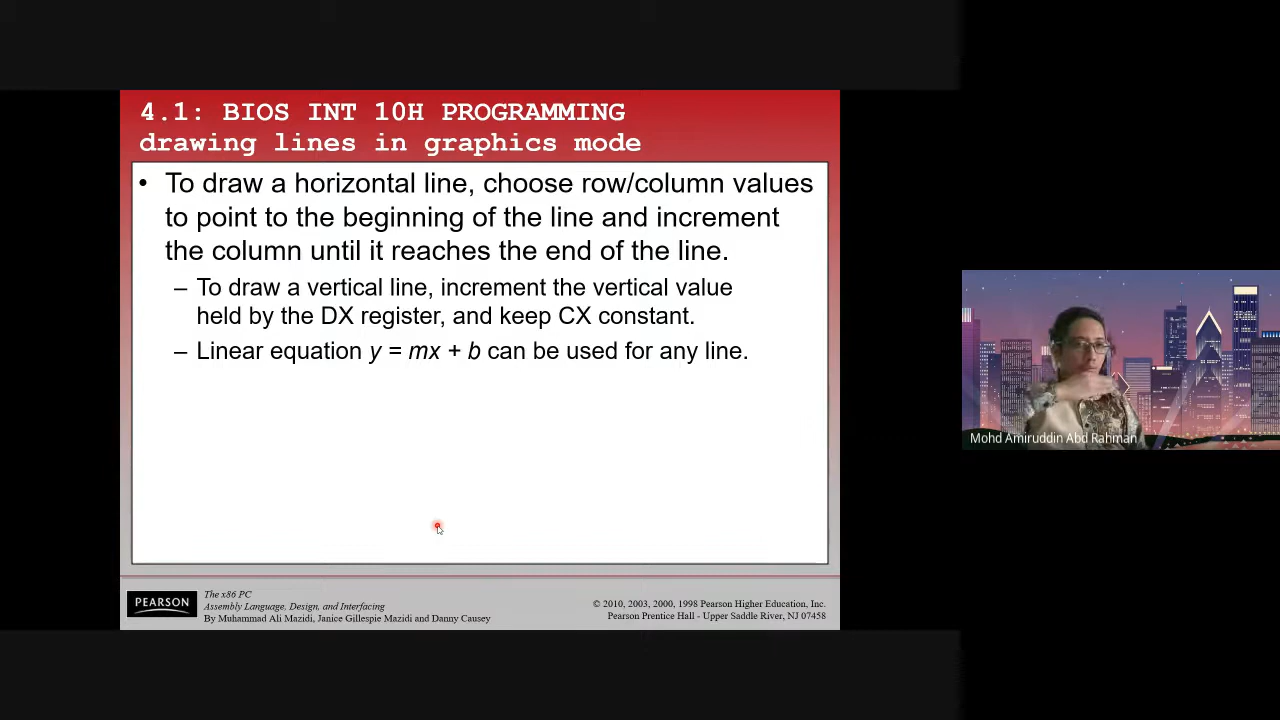 4.1: BIOS INT 10H PROGRAMMING
drawing lines in graphics mode
• To draw a horizontal line, choose row/column values
to point to the beginning of the line and increment
the column until it reaches the end of the line.
– To draw a vertical line, increment the vertical value
held by the DX register, and keep CX constant.
– Linear equation y = mx + b can be used for any line.
Mohd Amiruddin Abd Rahman
PEARSON
The x86 PC
Assembly Language, Design, and Interfacing
By Muhammad Ali Mazidi, Janice Gillespie Mazidi and Danny Causey
© 2010, 2003, 2000, 1998 Pearson Higher Education, Inc.
Pearson Prentice Hall - Upper Saddle River, NJ 07458